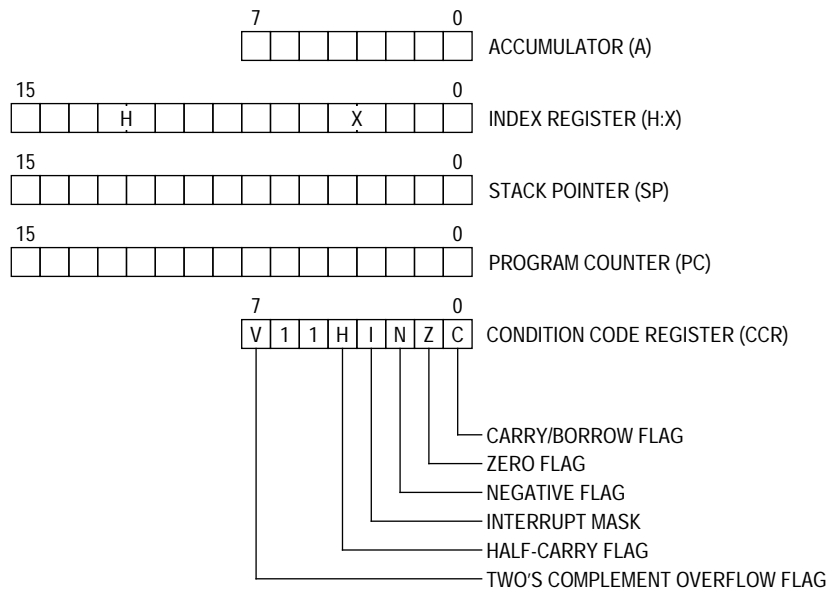 7 0
ACCUMULATOR (A)
15 0
H X INDEX REGISTER (H:X)
15 0
STACK POINTER (SP)
15 0
PROGRAM COUNTER (PC)
7 0
V 1 1 H I N Z C CONDITION CODE REGISTER (CCR)
CARRY/BORROW FLAG
ZERO FLAG
NEGATIVE FLAG
INTERRUPT MASK
HALF-CARRY FLAG
TWO'S COMPLEMENT OVERFLOW FLAG